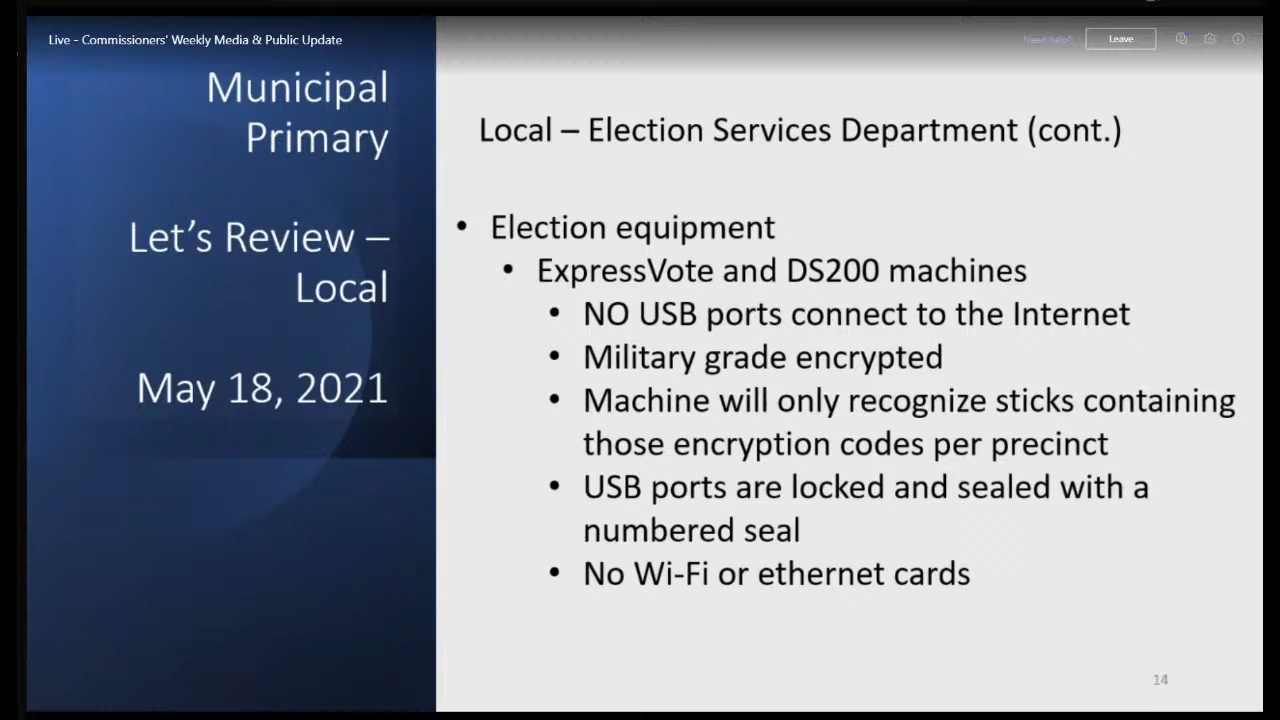 Live - Commissioners' Weekly Media & Public Update
Need help?
Leave
Municipal
Primary
Let's Review –
Local
May 18, 2021
Local – Election Services Department (cont.)
• Election equipment
• ExpressVote and DS200 machines
• NO USB ports connect to the Internet
• Military grade encrypted
• Machine will only recognize sticks containing
those encryption codes per precinct
• USB ports are locked and sealed with a
numbered seal
• No Wi-Fi or ethernet cards
14